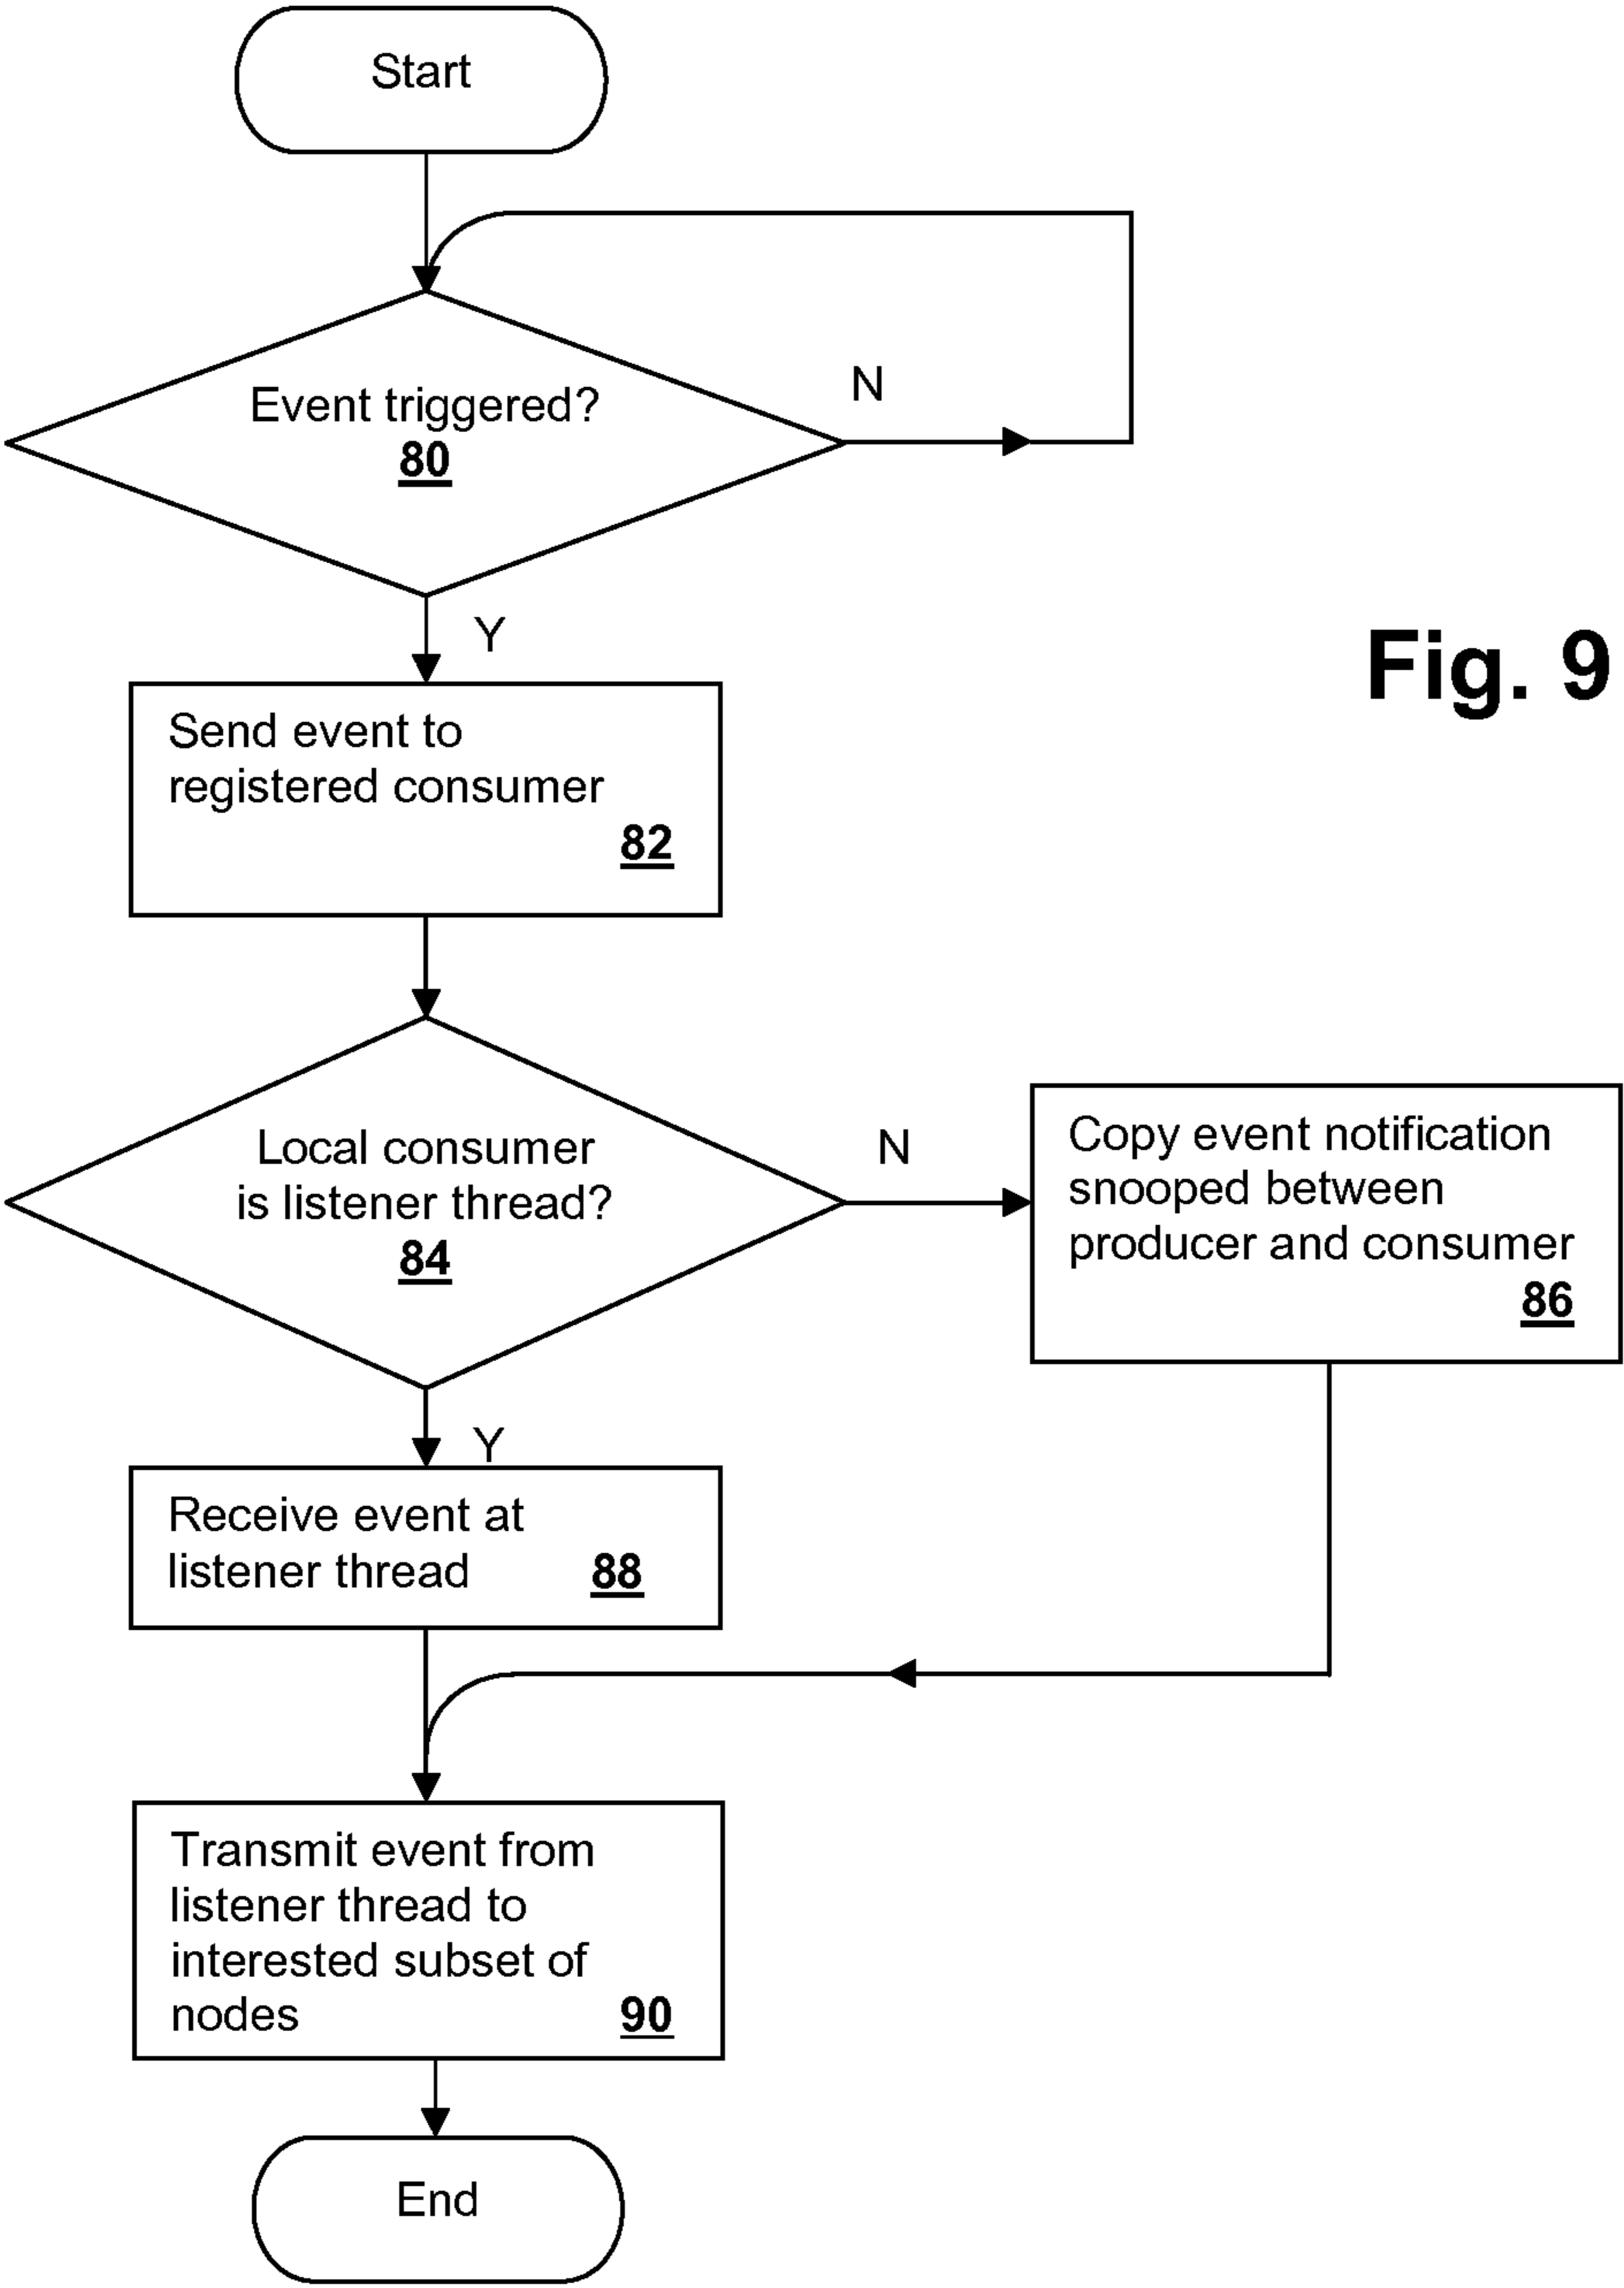 Start
Event triggered?
80
N
Y
Fig. 9
Send event to
registered consumer
82
Local consumer
is listener thread?
84
N
Copy event notification
snooped between
producer and consumer
86
Y
Receive event at
listener thread 88
Transmit event from
listener thread to
interested subset of
nodes 90
End